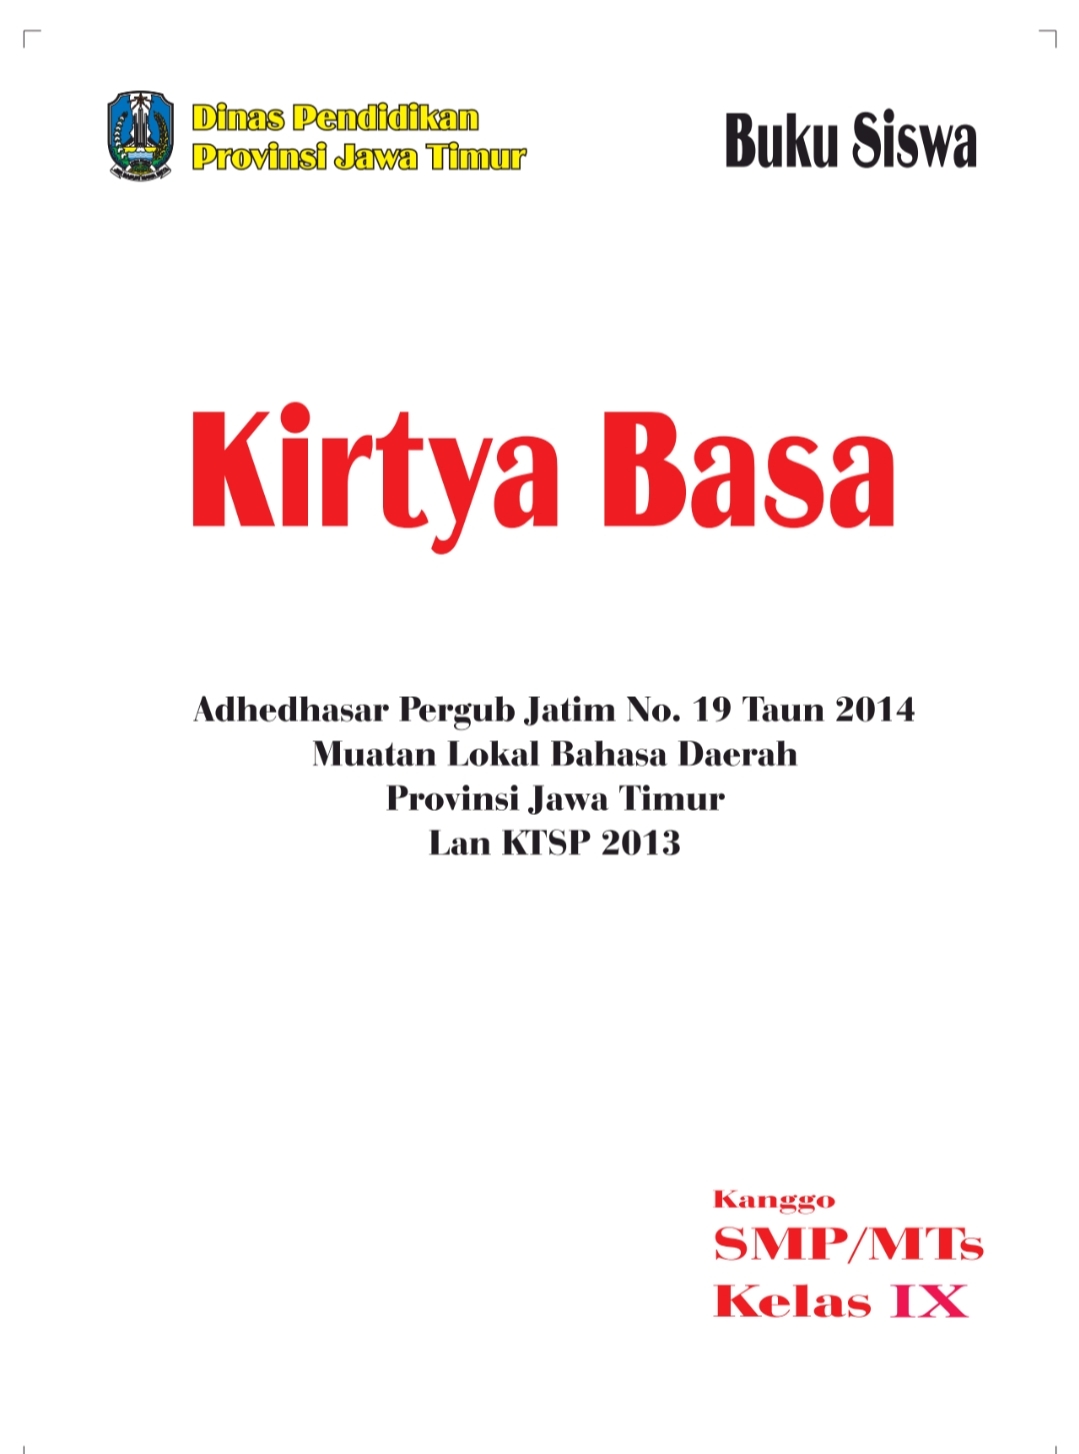 Dinas Pendidikan
Provinsi Jawa Timur
Buku Siswa
Kirtya Basa
Adhedhasar Pergub Jatim No. 19 Taun 2014
Muatan Lokal Bahasa Daerah
Provinsi Jawa Timur
Lan KTSP 2013
Kanggo
SMP/MTs
Kelas IX